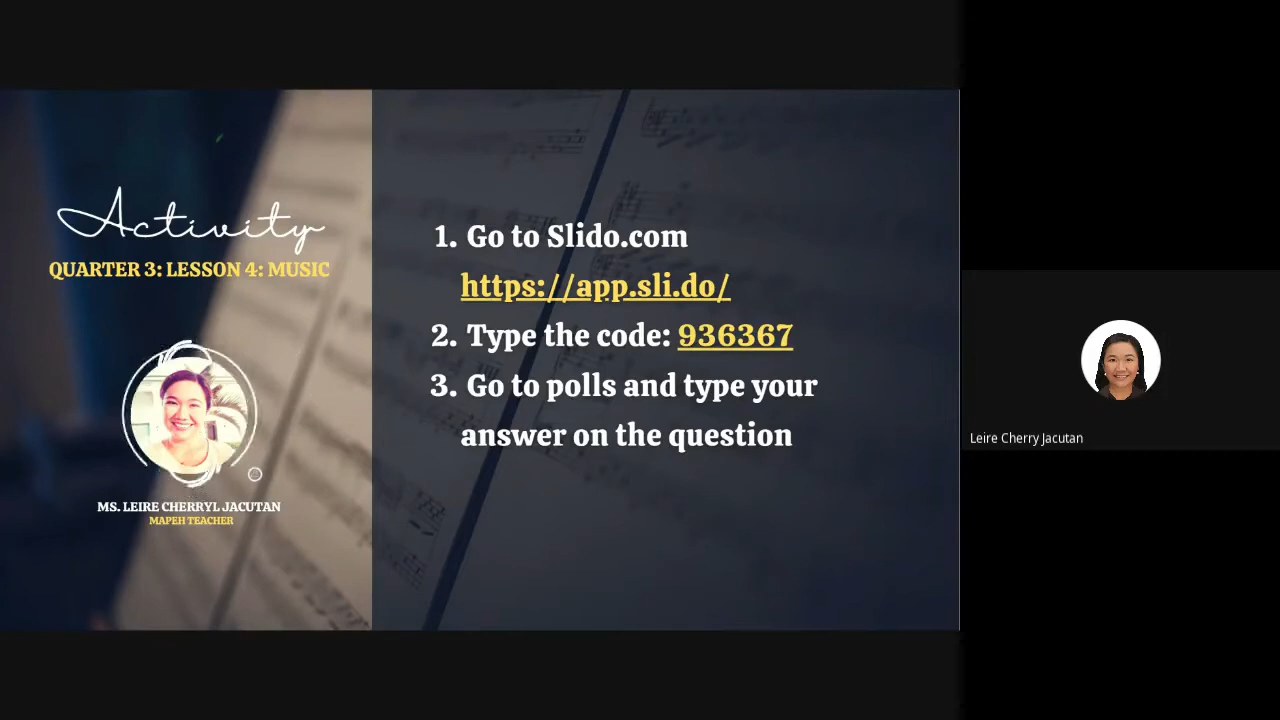 Activity
QUARTER 3: LESSON 4: MUSIC
MS. LEIRE CHERRYL JACUTAN
MAPEH TEACHER
1. Go to Slido.com
https://app.sli.do/
2. Type the code: 936367
3. Go to polls and type your
answer on the question
Leire Cherry Jacutan